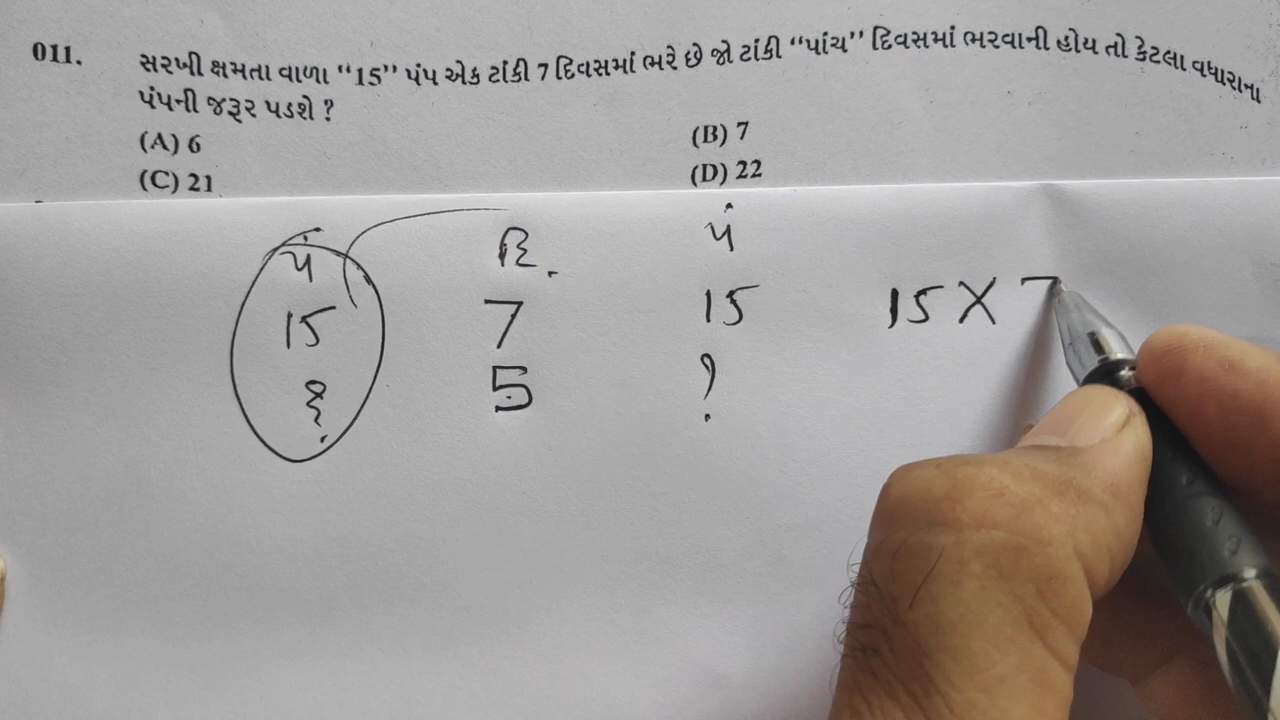 011. સરખી ક્ષમતા વાળા “15” પંપ એક ટાંકી 7 દિવસમાં ભરે છે જો ટાંકી “પાંચ” દિવસમાં ભરવાની હોય તો કેટલા વધારાના
પંપની જરૂર પડશે ?
(A) 6 (B) 7
(C) 21 (D) 22
પં દિ. પં
15 7 15 15 X 7
? 5 ?